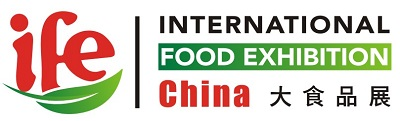 ife
INTERNATIONAL
FOOD EXHIBITION
China 大食品展